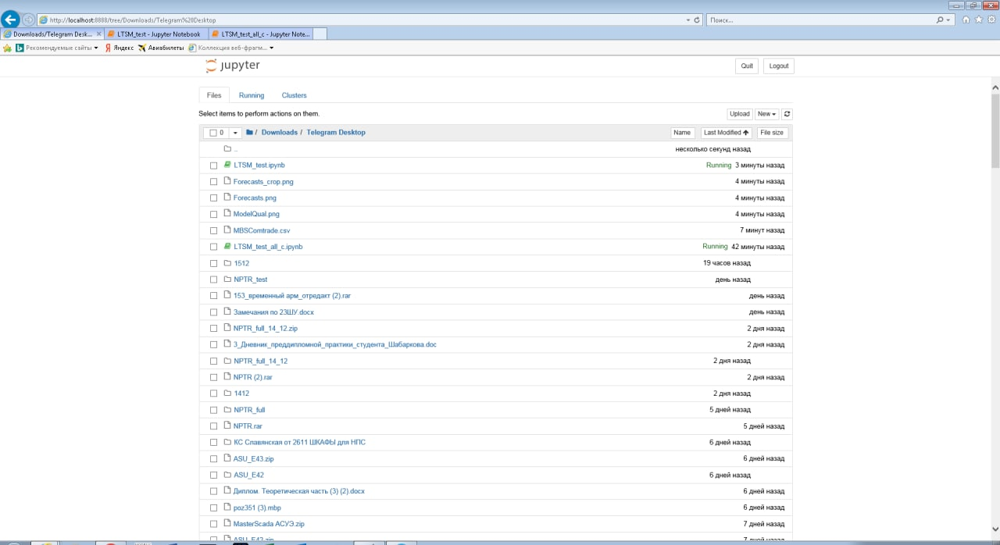 http://localhost:8888/tree/Downloads/Telegram%20Desktop
Поиск...
Downloads/Telegram Desk...
LTSM_test - Jupyter Notebook
LTSM_test_all_c - Jupyter Note...
Рекомендуемые сайты
Яндекс
Авиабилеты
Коллекция веб-фрагм...
jupyter
Quit
Logout
Files
Running
Clusters
Select items to perform actions on them.
Upload
New
0
/ Downloads / Telegram Desktop
Name
Last Modified
File size
.. несколько секунд назад
LTSM_test.ipynb Running 3 минуты назад
Forecasts_crop.png 4 минуты назад
Forecasts.png 4 минуты назад
ModelQual.png 4 минуты назад
MBSComtrade.csv 7 минут назад
LTSM_test_all_c.ipynb Running 42 минуты назад
1512 19 часов назад
NPTR_test день назад
153_временный арм_отредакт (2).rar день назад
Замечания по 23ШУ.docx день назад
NPTR_full_14_12.zip 2 дня назад
3_Дневник_преддипломной_практики_студента_Шабаркова.doc 2 дня назад
NPTR_full_14_12 2 дня назад
NPTR (2).rar 2 дня назад
1412 2 дня назад
NPTR_full 5 дней назад
NPTR.rar 5 дней назад
КС Славянская от 2611 ШКАФЫ для НПС 6 дней назад
ASU_E43.zip 6 дней назад
ASU_E42 6 дней назад
Диплом. Теоретическая часть (3) (2).docx 6 дней назад
poz351 (3).mbp 6 дней назад
MasterScada АСУЭ.zip 7 дней назад
ASU_E42.zip 7 дней назад